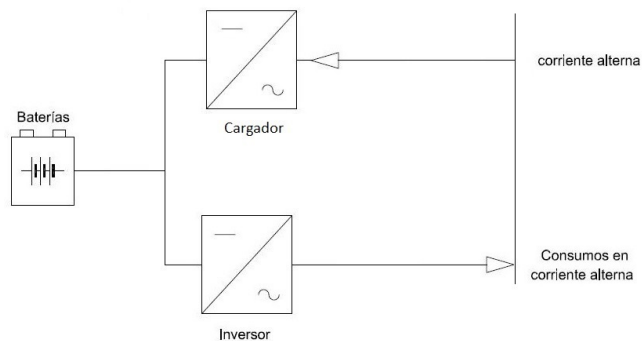 corriente alterna
Cargador
Baterías
Consumos en
corriente alterna
Inversor